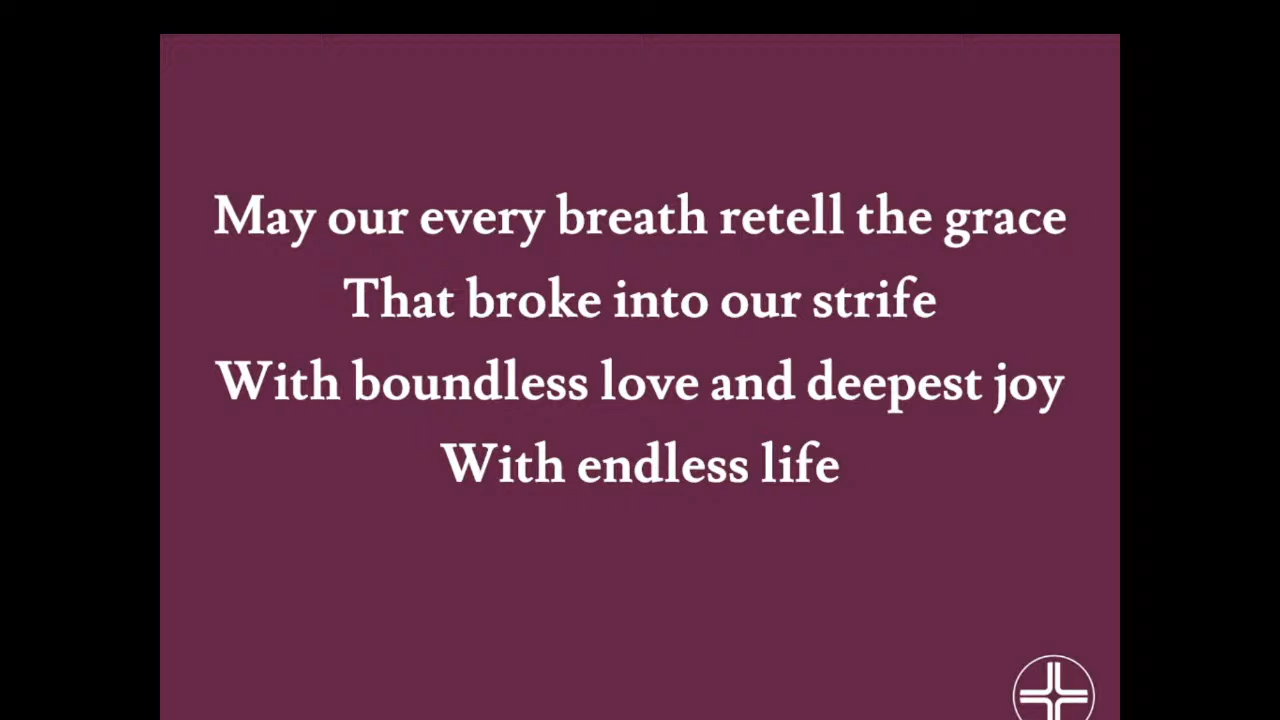 May our every breath retell the grace
That broke into our strife
With boundless love and deepest joy
With endless life